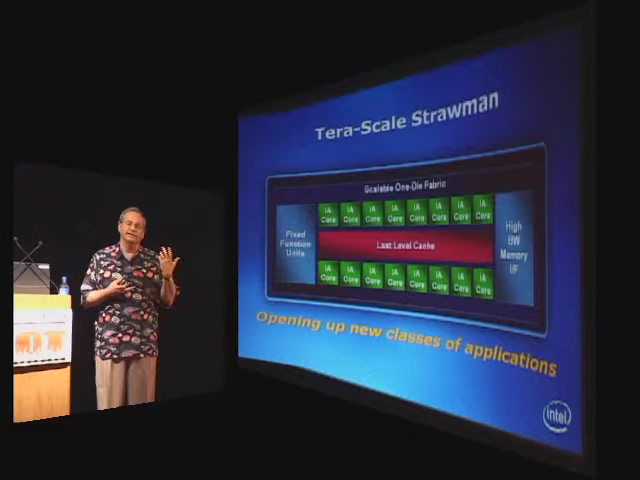 Tera-Scale Strawman
Scalable One-Die Fabric
IA Core IA Core IA Core IA Core IA Core IA Core IA Core IA Core
Fixed Function Units
Last Level Cache
High BW Memory I/F
IA Core IA Core IA Core IA Core IA Core IA Core IA Core IA Core
Opening up new classes of applications
intel